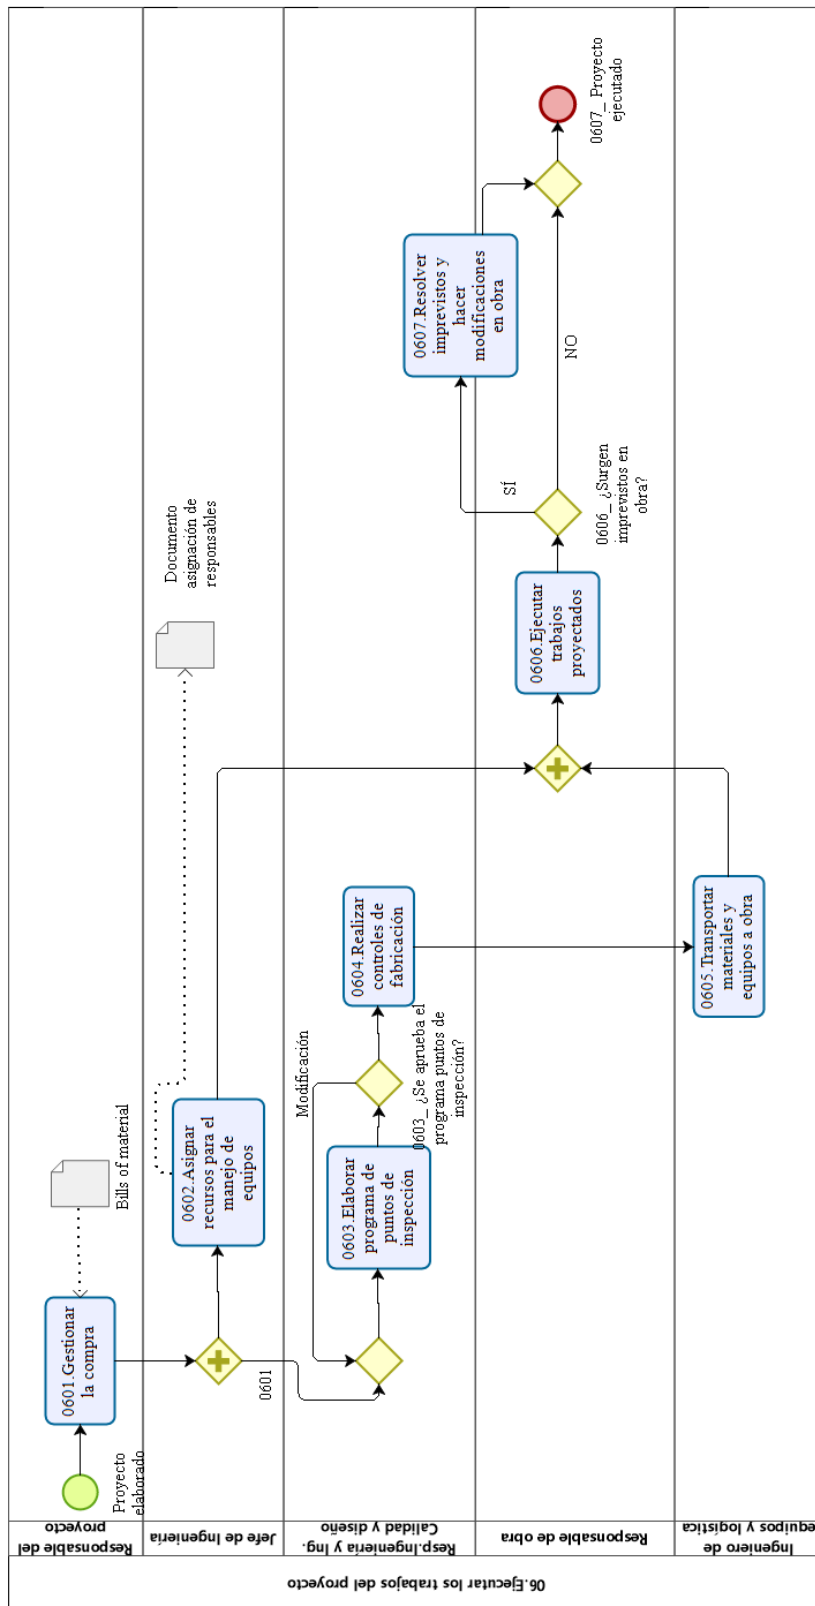 06.Ejecutar los trabajos del proyecto
Responsable del
proyecto
Jefe de Ingeniería
Resp.Ingeniería y Ing.
Calidad y diseño
Responsable de obra
Ingeniero de
equipos y logística
Proyecto
elaborado
0601.Gestionar
la compra
Bills of material
0602.Asignar
recursos para el
manejo de
equipos
Documento
asignación de
responsables
0601
0603.Elaborar
programa de
puntos de
inspección
Modificación
0603_ ¿Se aprueba el
programa puntos de
inspección?
0604.Realizar
controles de
fabricación
0605.Transportar
materiales y
equipos a obra
0606.Ejecutar
trabajos
proyectados
0606_ ¿Surgen
imprevistos en
obra?
SÍ
NO
0607.Resolver
imprevistos y
hacer
modificaciones
en obra
0607_ Proyecto
ejecutado